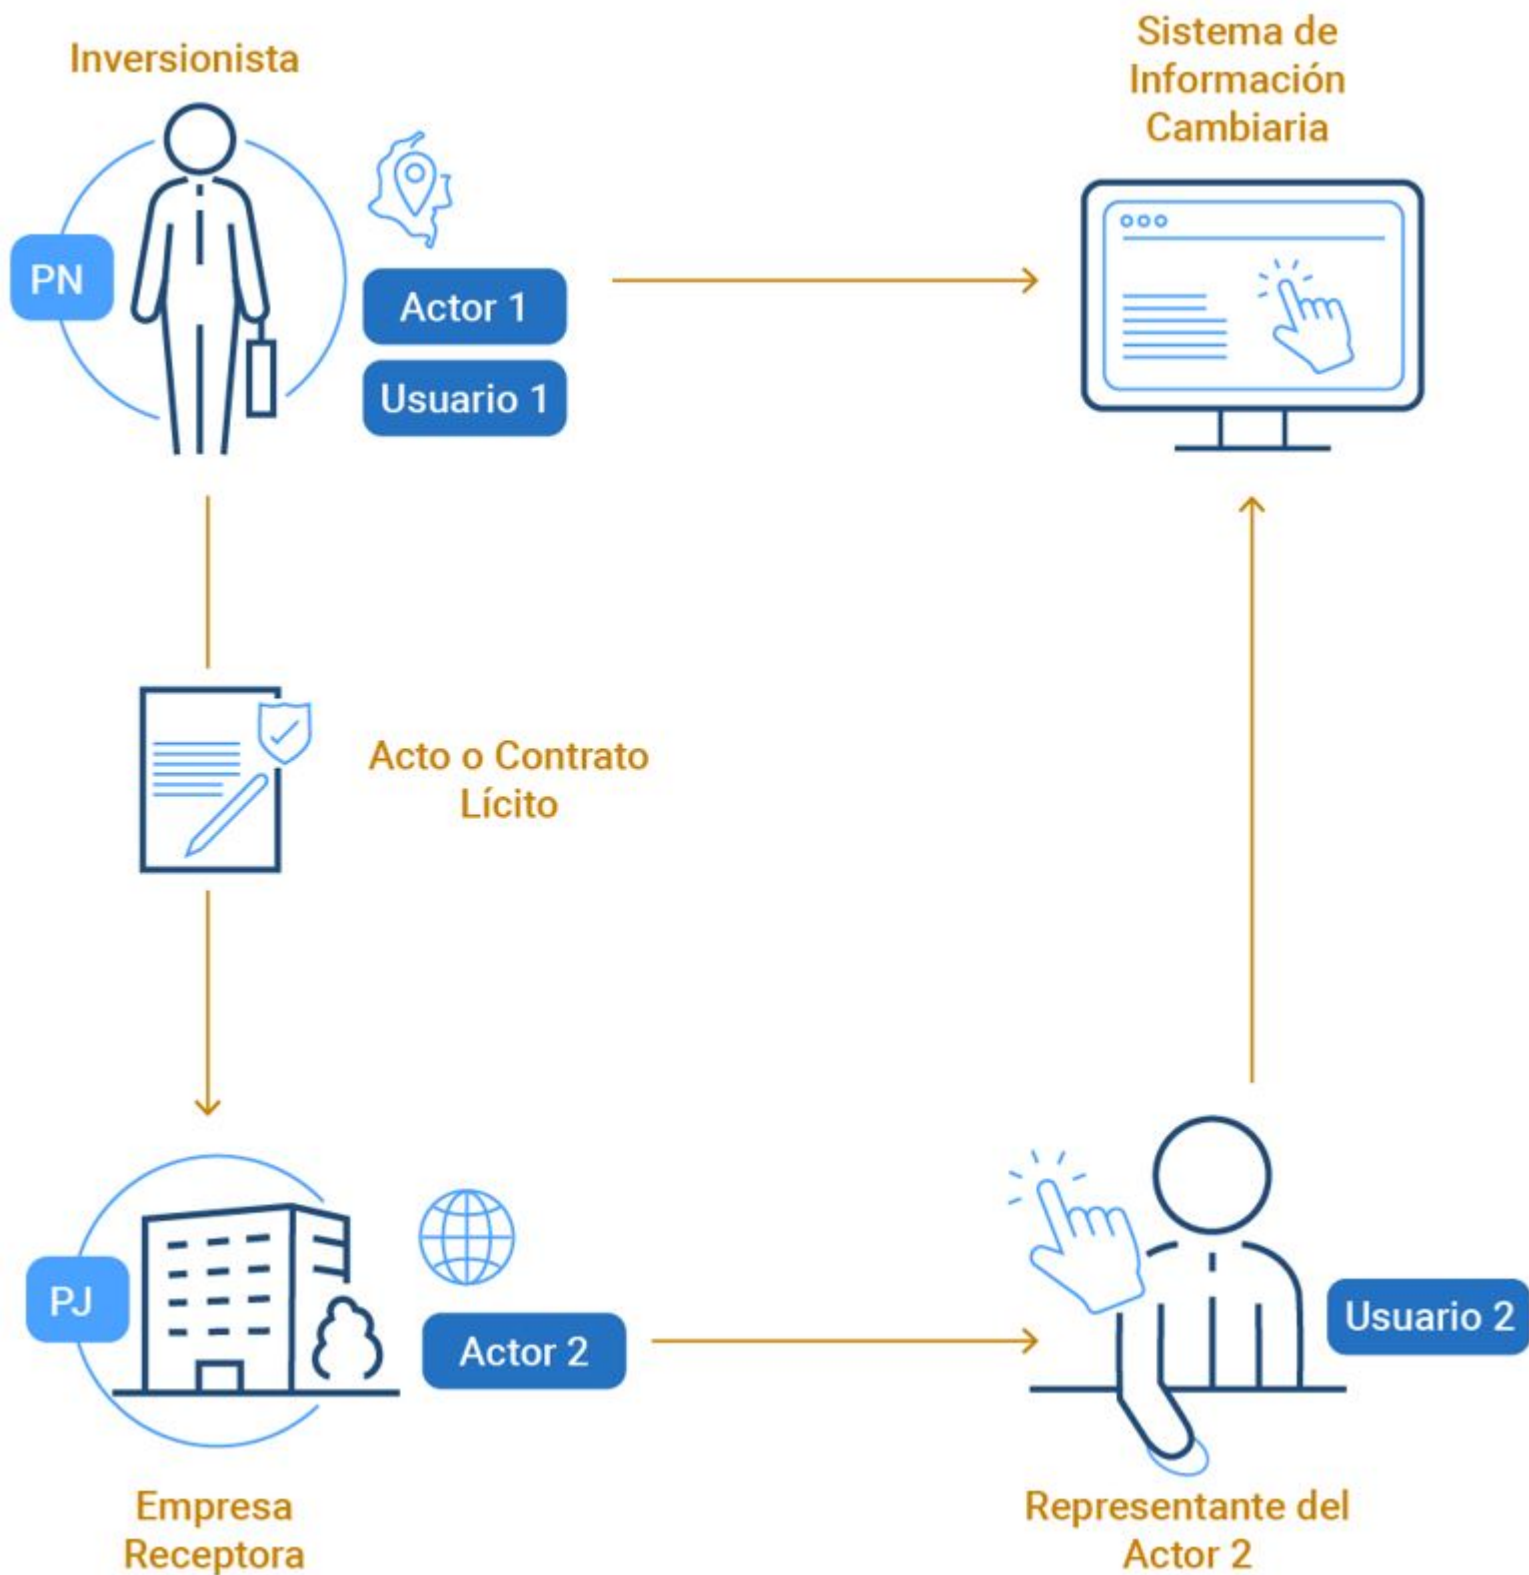 Inversionista
Sistema de
Información
Cambiaria
PN
Actor 1
Usuario 1
Acto o Contrato
Lícito
PJ
Actor 2
Usuario 2
Empresa
Receptora
Representante del
Actor 2